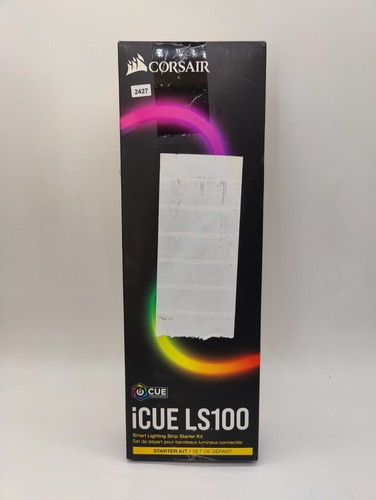 CORSAIR
2427
iCUE
iCUE LS100
Smart Lighting Strip Starter Kit
Set de départ pour bandeaux lumineux connectés
STARTER KIT / SET DE DÉPART